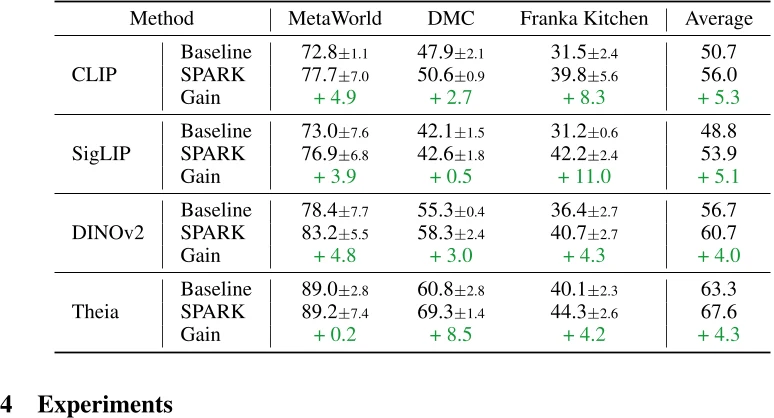 Method MetaWorld DMC Franka Kitchen Average
Baseline 72.8±1.1 47.9±2.1 31.5±2.4 50.7
CLIP SPARK 77.7±7.0 50.6±0.9 39.8±5.6 56.0
Gain + 4.9 + 2.7 + 8.3 + 5.3
Baseline 73.0±7.6 42.1±1.5 31.2±0.6 48.8
SigLIP SPARK 76.9±6.8 42.6±1.8 42.2±2.4 53.9
Gain + 3.9 + 0.5 + 11.0 + 5.1
Baseline 78.4±7.7 55.3±0.4 36.4±2.7 56.7
DINOv2 SPARK 83.2±5.5 58.3±2.4 40.7±2.7 60.7
Gain + 4.8 + 3.0 + 4.3 + 4.0
Baseline 89.0±2.8 60.8±2.8 40.1±2.3 63.3
Theia SPARK 89.2±7.4 69.3±1.4 44.3±2.6 67.6
Gain + 0.2 + 8.5 + 4.2 + 4.3
4 Experiments